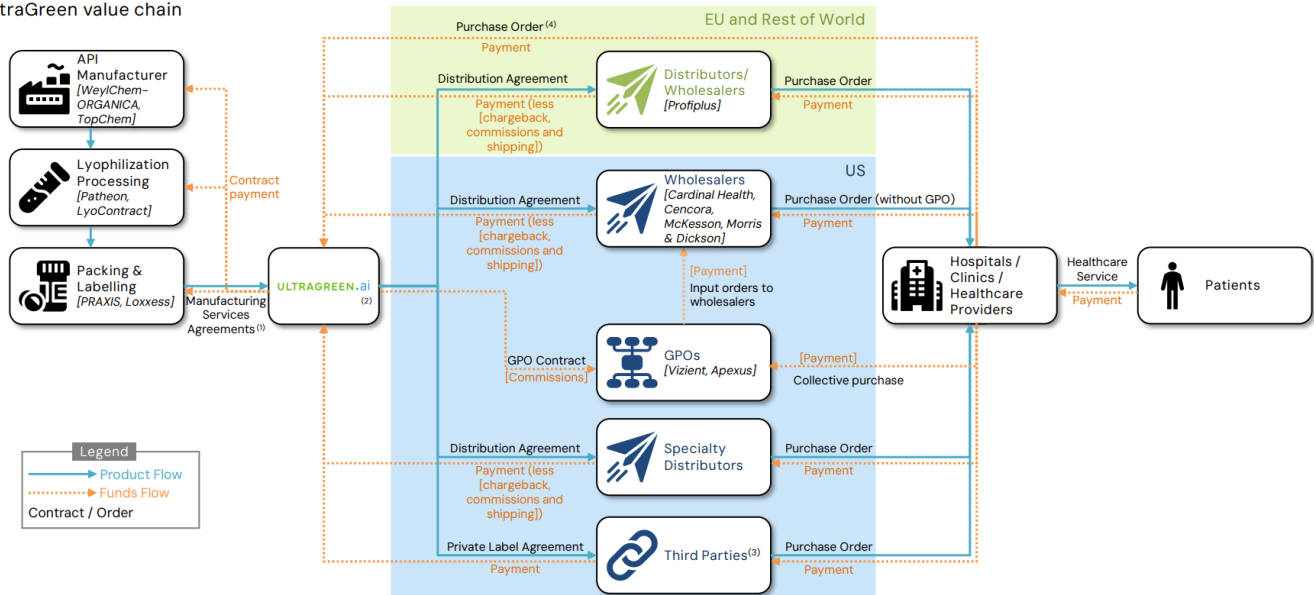 traGreen value chain
EU and Rest of World
Purchase Order (4)
Payment
API
Manufacturer
[WeylChem-
ORGANICA,
TopChem]
Distribution Agreement
Payment (less
[chargeback,
commissions and
shipping])
Distributors/
Wholesalers
[Profiplus]
Purchase Order
Payment
Lyophilization
Processing
[Patheon,
LyoContract]
Contract
payment
US
Distribution Agreement
Payment (less
[chargeback,
commissions and
shipping])
Wholesalers
[Cardinal Health,
Cencora,
McKesson, Morris
& Dickson]
Purchase Order (without GPO)
Payment
Packing &
Labelling
[PRAXIS, Loxxess]
Manufacturing
Services
Agreements(1)
ULTRAGREEN.ai
(2)
[Payment]
Input orders to
wholesalers
Hospitals /
Clinics /
Healthcare
Providers
Healthcare
Service
Payment
Patients
GPO Contract
[Commissions]
GPOs
[Vizient, Apexus]
[Payment]
Collective purchase
Distribution Agreement
Payment (less
[chargeback,
commissions and
shipping])
Specialty
Distributors
Purchase Order
Payment
Legend
Product Flow
Funds Flow
Contract / Order
Private Label Agreement
Payment
Third Parties(3)
Purchase Order
Payment